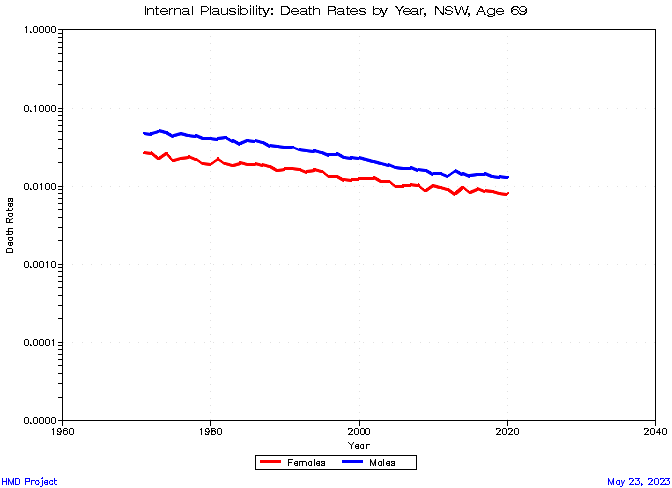 Internal Plausibility: Death Rates by Year, NSW, Age 69
1.0000
0.1000
0.0100
0.0010
0.0001
0.0000
Death Rates
1960 1980 2000 2020 2040
Year
Females Males
HMD Project May 23, 2023